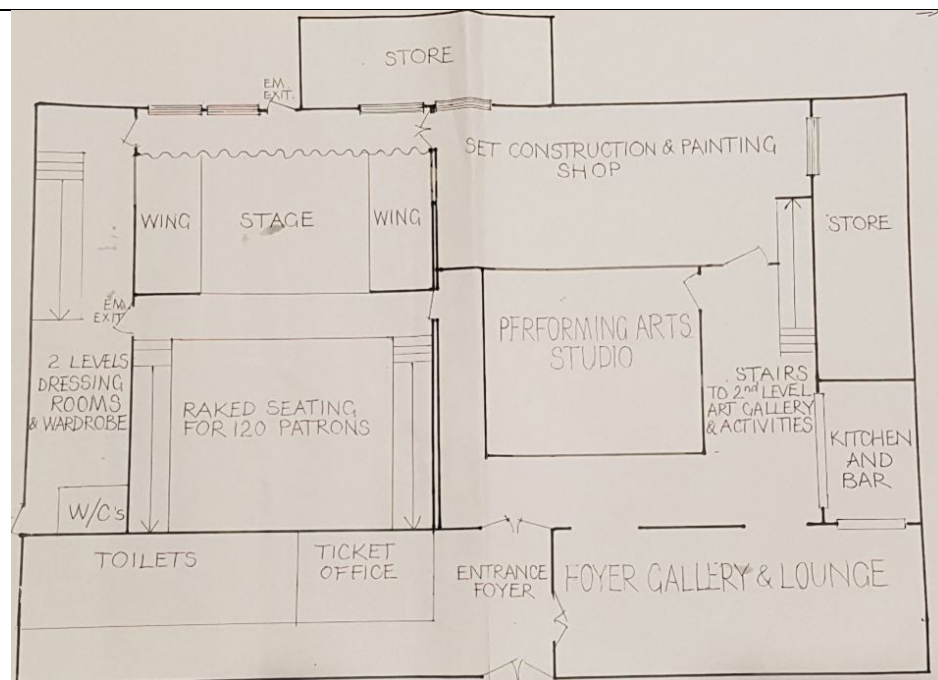 STORE
EM.
EXIT.
SET CONSTRUCTION & PAINTING
SHOP
WING
STAGE
WING
STORE
EM.
EXIT
PERFORMING ARTS
STUDIO
2 LEVELS
DRESSING
ROOMS
& WARDROBE
RAKED SEATING
FOR 120 PATRONS
STAIRS
TO 2nd LEVEL
ART GALLERY
& ACTIVITIES
KITCHEN
AND
BAR
W/C's
TOILETS
TICKET
OFFICE
ENTRANCE
FOYER
FOYER GALLERY & LOUNGE